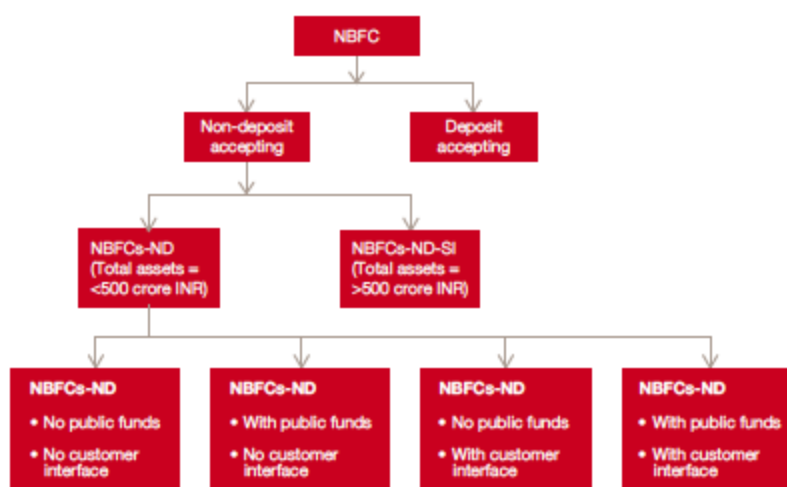 NBFC
Non-deposit
accepting
Deposit
accepting
NBFCs-ND
(Total assets =
<500 crore INR)
NBFCs-ND-SI
(Total assets =
>500 crore INR)
NBFCs-ND
• No public funds
• No customer
interface
NBFCs-ND
• With public funds
• No customer
interface
NBFCs-ND
• No public funds
• With customer
interface
NBFCs-ND
• With public funds
• With customer
interface